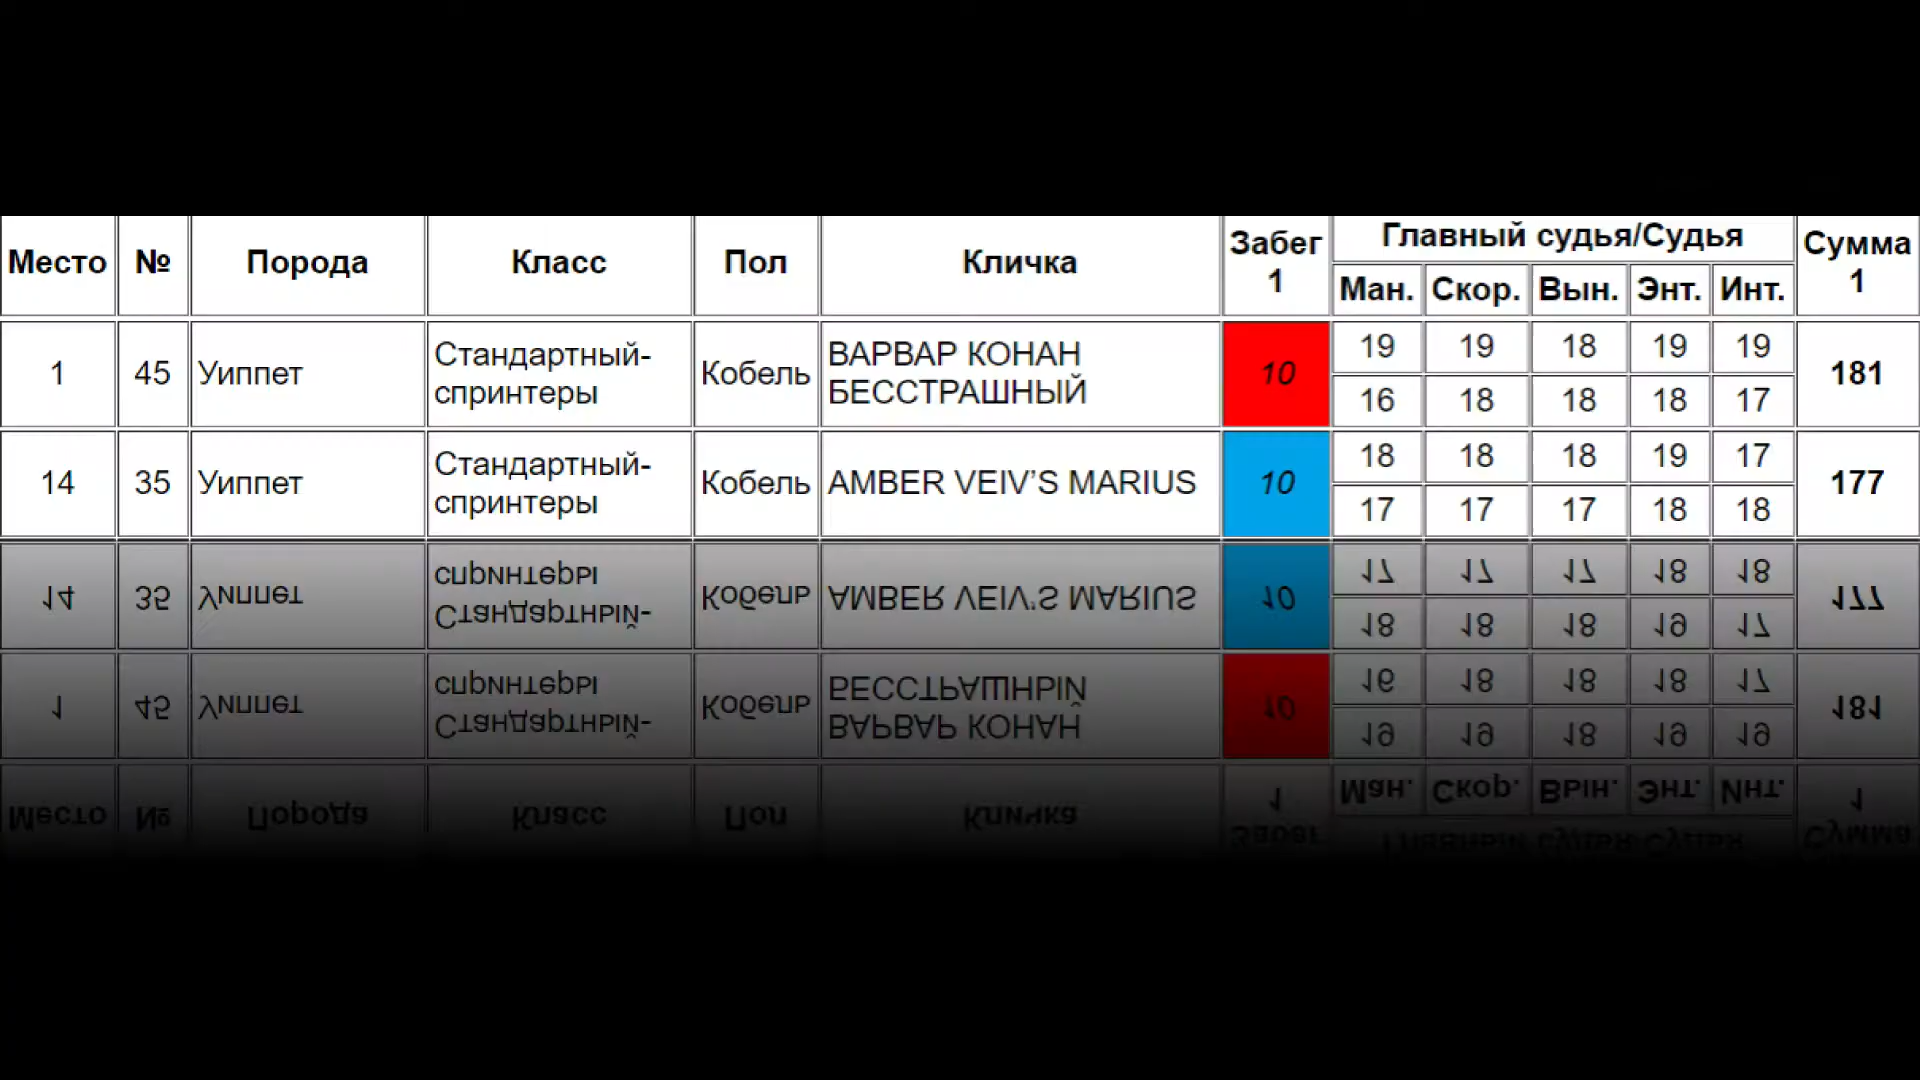 Место № Порода Класс Пол Кличка Забег 1 Главный судья/Судья Сумма 1
Ман. Скор. Вын. Энт. Инт.
1 45 Уиппет Стандартный-спринтеры Кобель ВАРВАР КОНАН БЕССТРАШНЫЙ 10 19 19 18 19 19 181
16 18 18 18 17
14 35 Уиппет Стандартный-спринтеры Кобель AMBER VEIV’S MARIUS 10 18 18 18 19 17 177
17 17 17 18 18